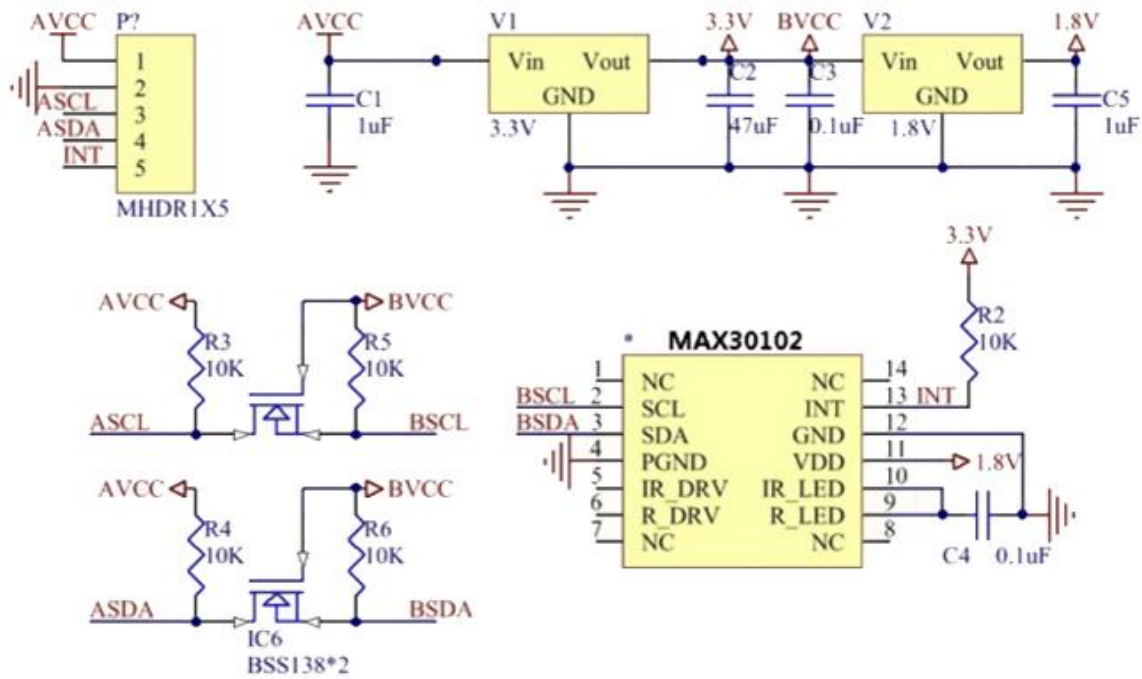 AVCC P?
1
2
ASCL 3
ASDA 4
INT 5
MHDR1X5
AVCC V1 3.3V BVCC V2 1.8V
Vin Vout C2 C3 Vin Vout
C1 GND GND C5
1uF 3.3V 47uF 0.1uF 1.8V 1uF
AVCC BVCC
R3 R5
10K 10K
ASCL BSCL
AVCC BVCC
R4 R6
10K 10K
ASDA BSDA
IC6
BSS138*2
3.3V
R2
10K
* MAX30102
1 NC NC 14
BSCL 2 SCL INT 13 INT
BSDA 3 SDA GND 12
4 PGND VDD 11 1.8V
5 IR_DRV IR_LED 10
6 R_DRV R_LED 9
7 NC NC 8
C4 0.1uF